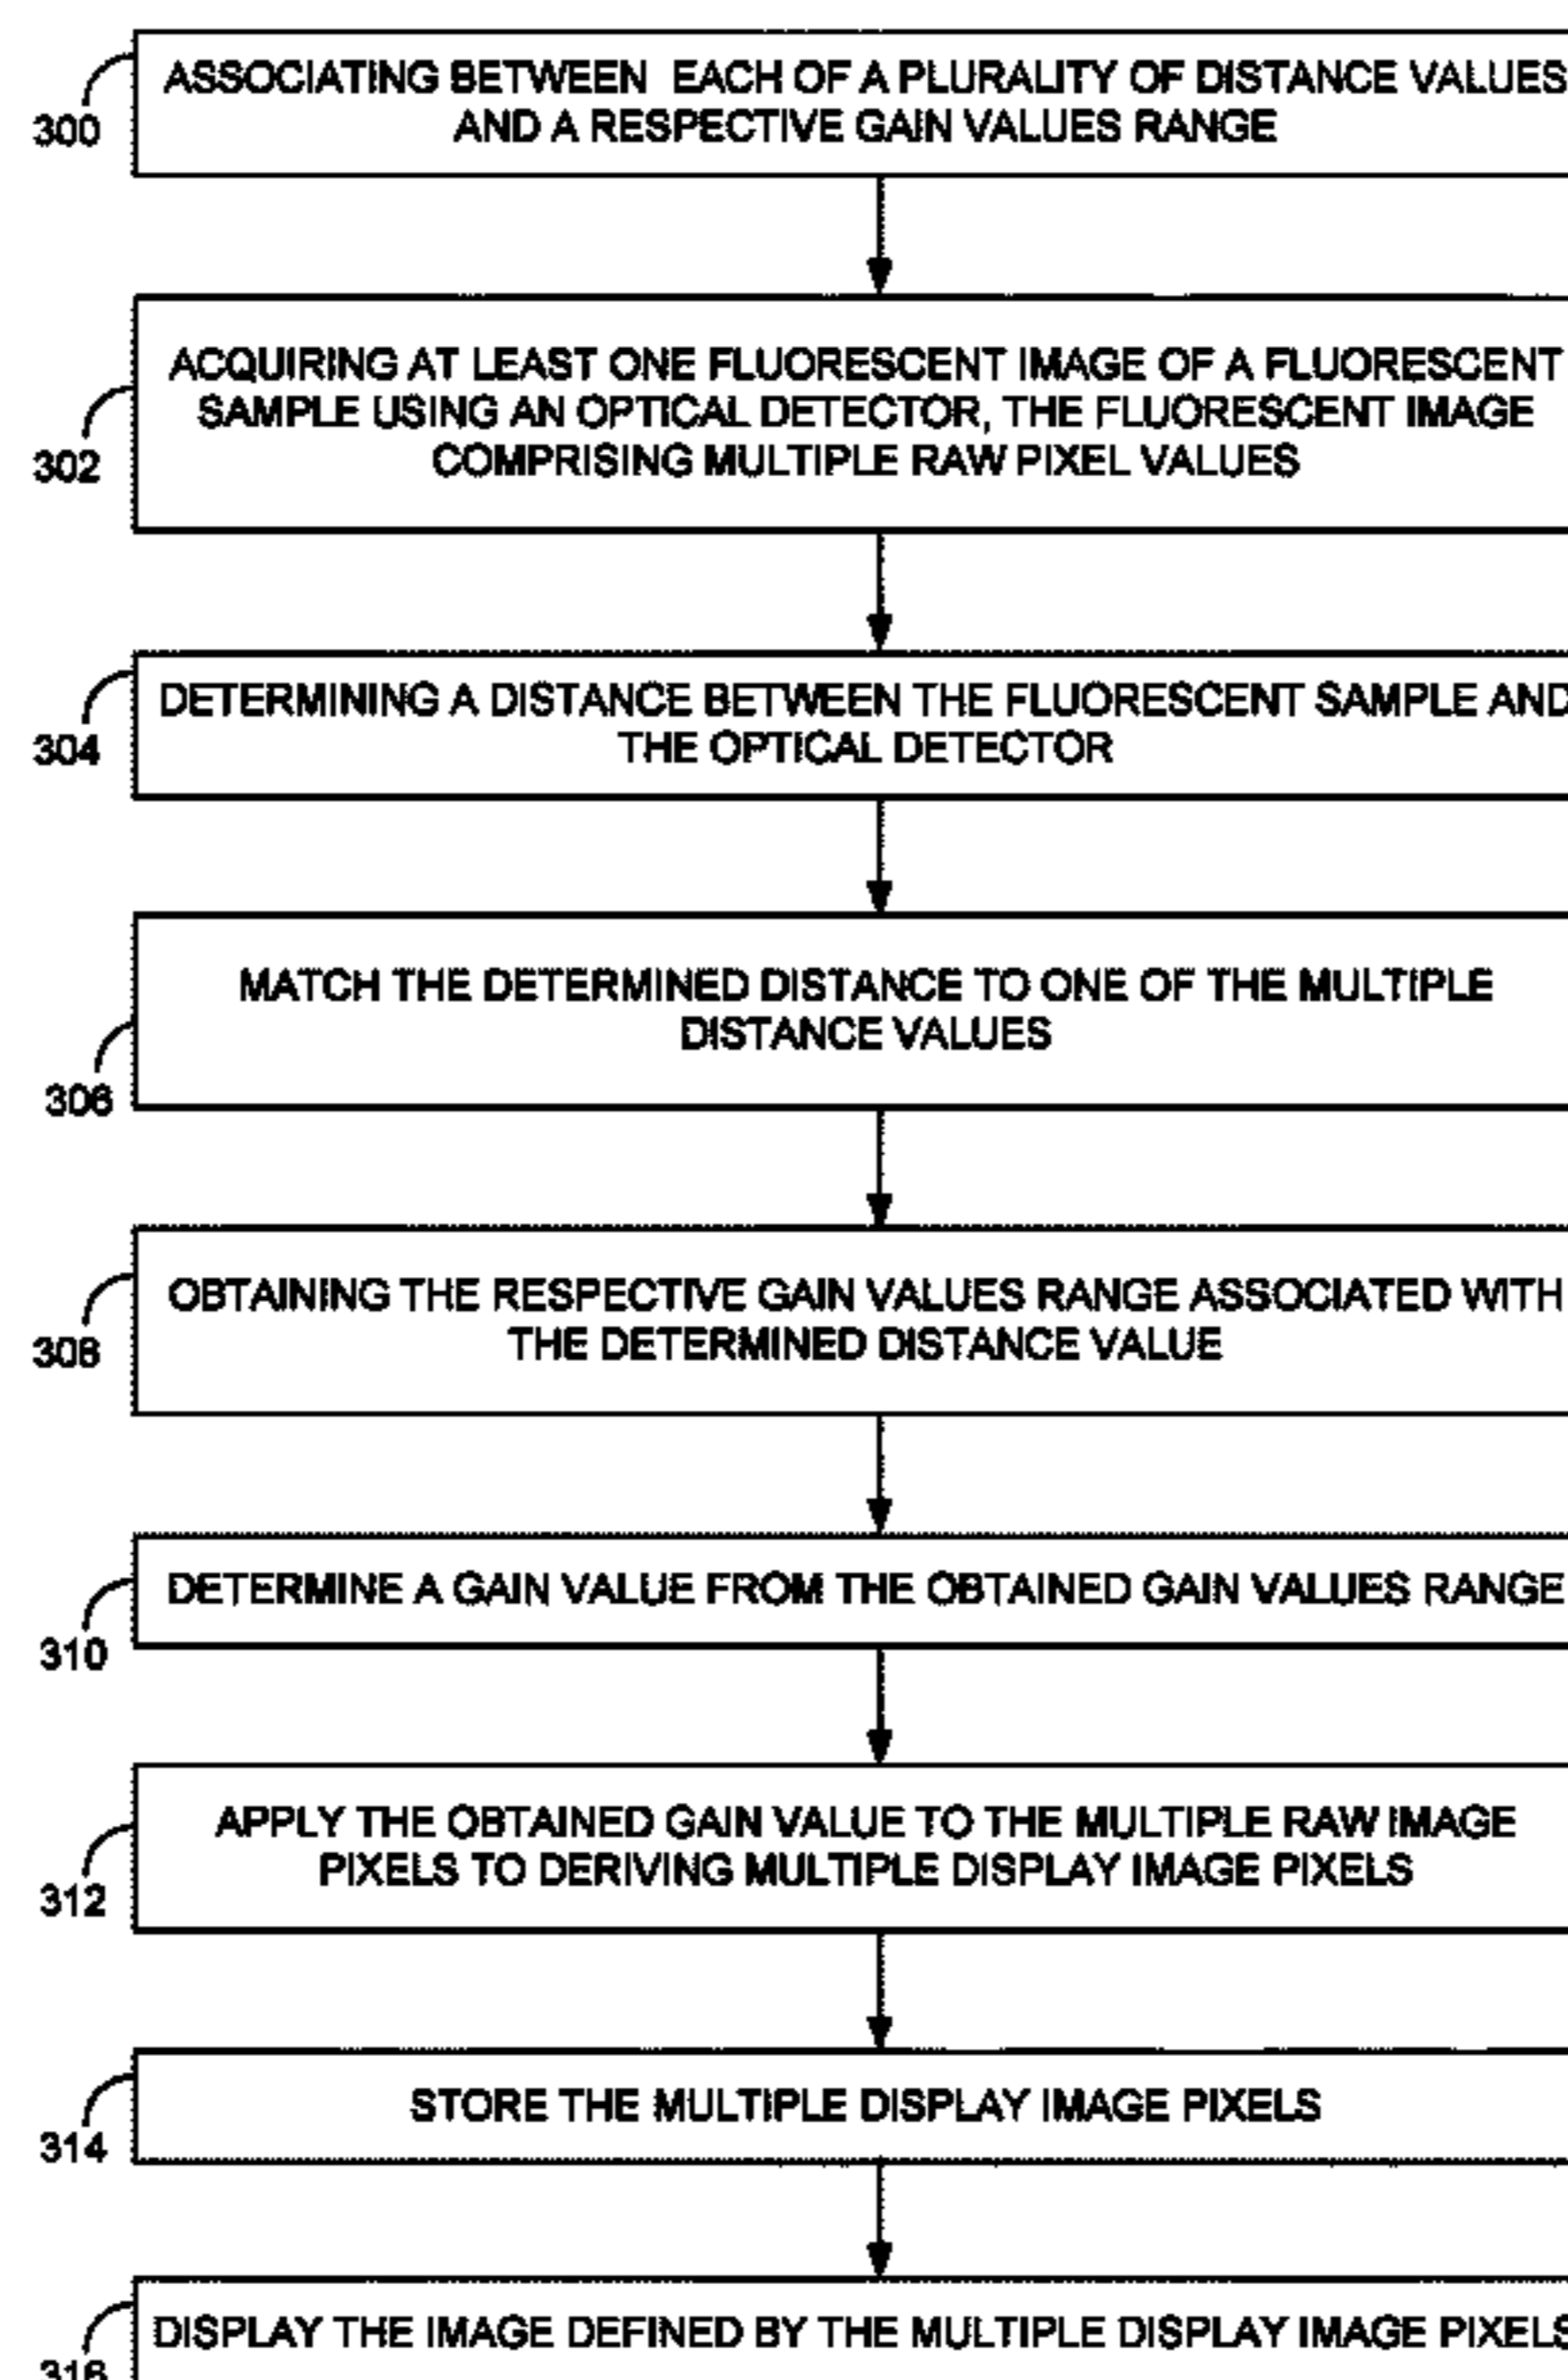 ASSOCIATING BETWEEN EACH OF A PLURALITY OF DISTANCE VALUES
AND A RESPECTIVE GAIN VALUES RANGE
300
ACQUIRING AT LEAST ONE FLUORESCENT IMAGE OF A FLUORESCENT
SAMPLE USING AN OPTICAL DETECTOR, THE FLUORESCENT IMAGE
COMPRISING MULTIPLE RAW PIXEL VALUES
302
DETERMINING A DISTANCE BETWEEN THE FLUORESCENT SAMPLE AND
THE OPTICAL DETECTOR
304
MATCH THE DETERMINED DISTANCE TO ONE OF THE MULTIPLE
DISTANCE VALUES
306
OBTAINING THE RESPECTIVE GAIN VALUES RANGE ASSOCIATED WITH
THE DETERMINED DISTANCE VALUE
308
DETERMINE A GAIN VALUE FROM THE OBTAINED GAIN VALUES RANGE
310
APPLY THE OBTAINED GAIN VALUE TO THE MULTIPLE RAW IMAGE
PIXELS TO DERIVING MULTIPLE DISPLAY IMAGE PIXELS
312
STORE THE MULTIPLE DISPLAY IMAGE PIXELS
314
DISPLAY THE IMAGE DEFINED BY THE MULTIPLE DISPLAY IMAGE PIXELS
316